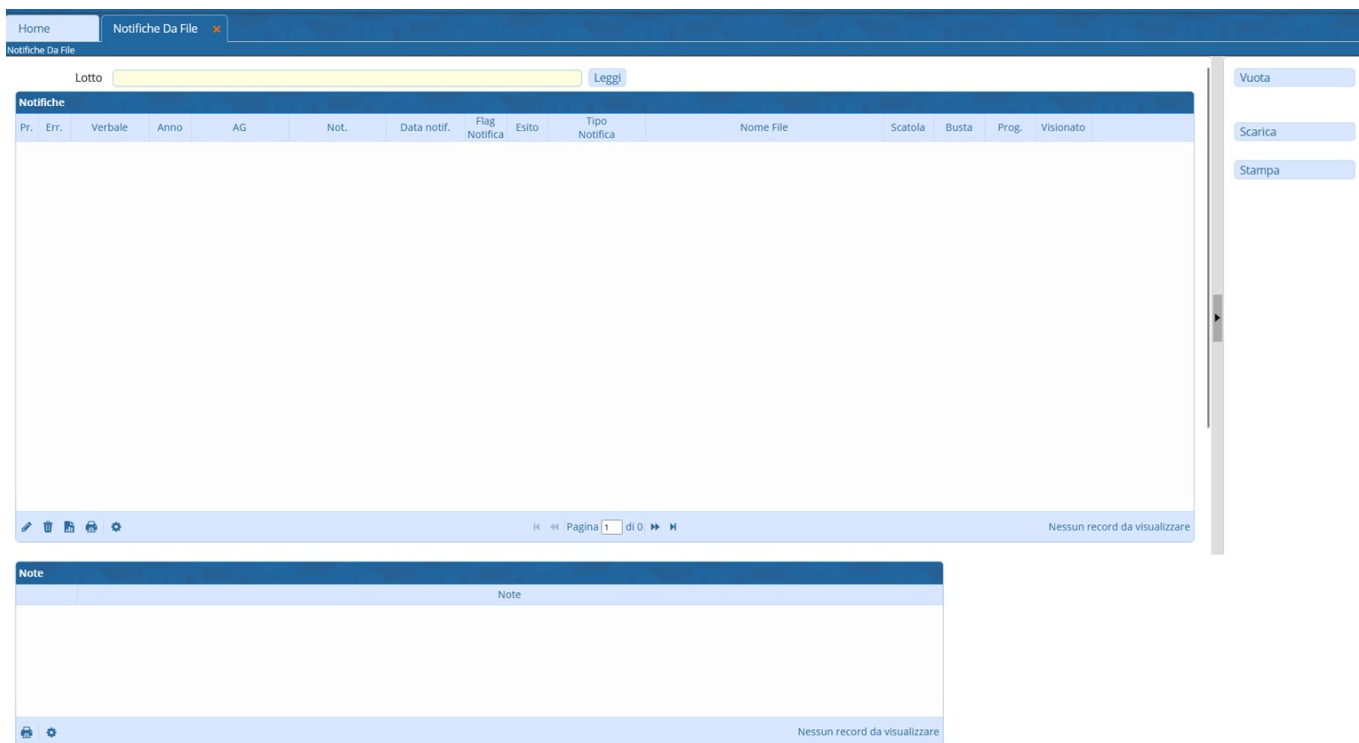 Home
Notifiche Da File
Notifiche Da File
Lotto Leggi
Vuota
Notifiche
Pr. Err. Verbale Anno AG Not. Data notif. Flag Notifica Esito Tipo Notifica Nome File Scatola Busta Prog. Visionato
Scarica
Stampa
Pagina 1 di 0
Nessun record da visualizzare
Note
Note
Nessun record da visualizzare